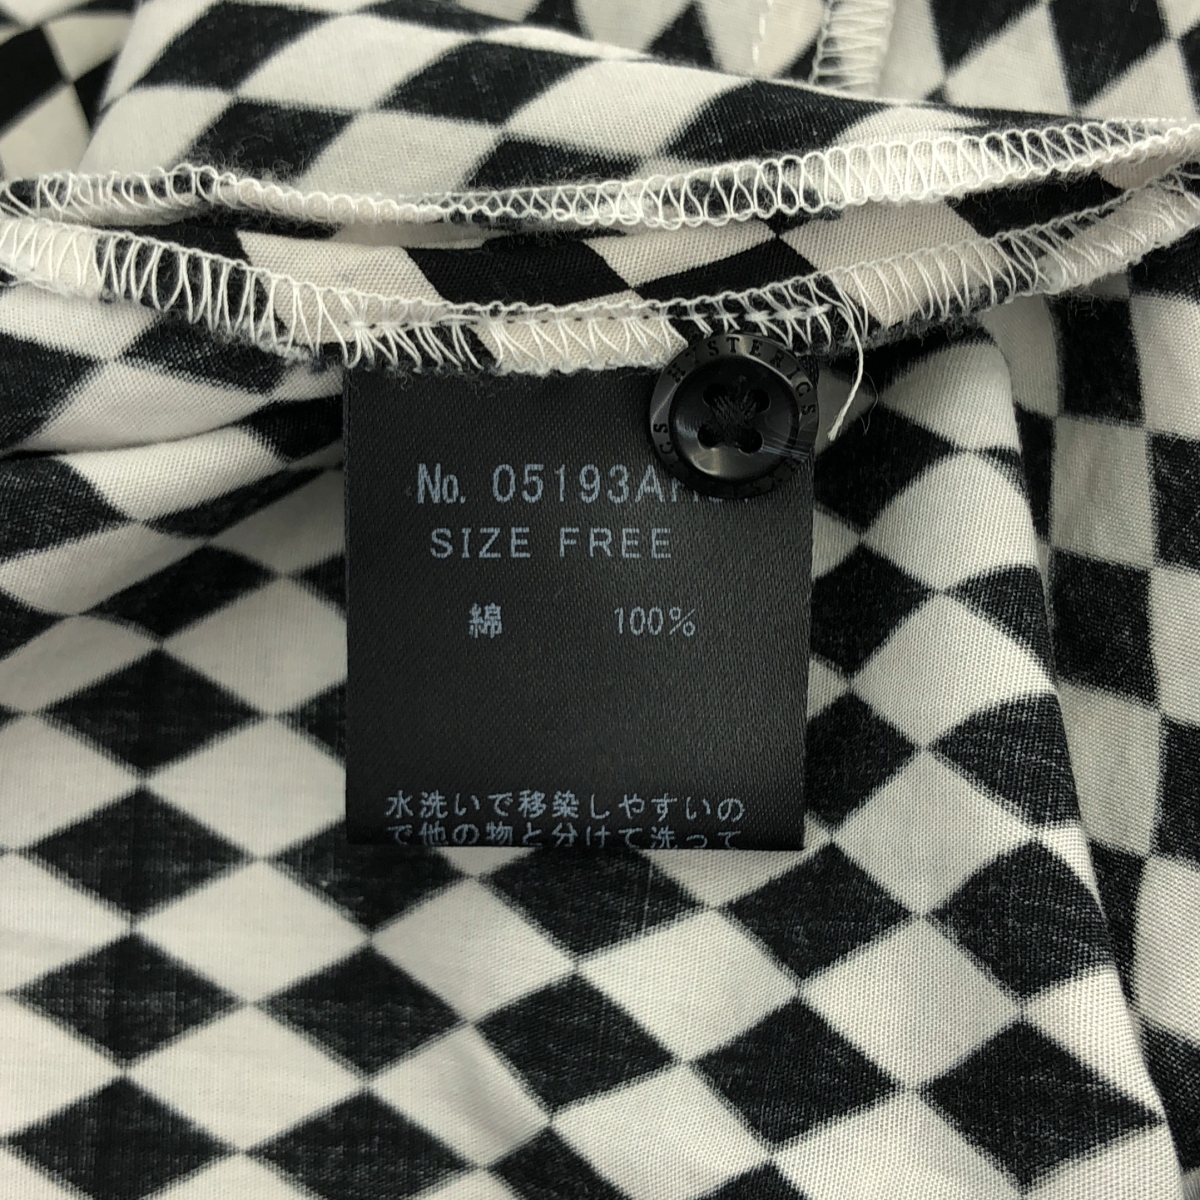 HYSTERICS
No. 05193A
SIZE FREE
綿 100%
水洗いで移染しやすいの
で他の物と分けて洗って